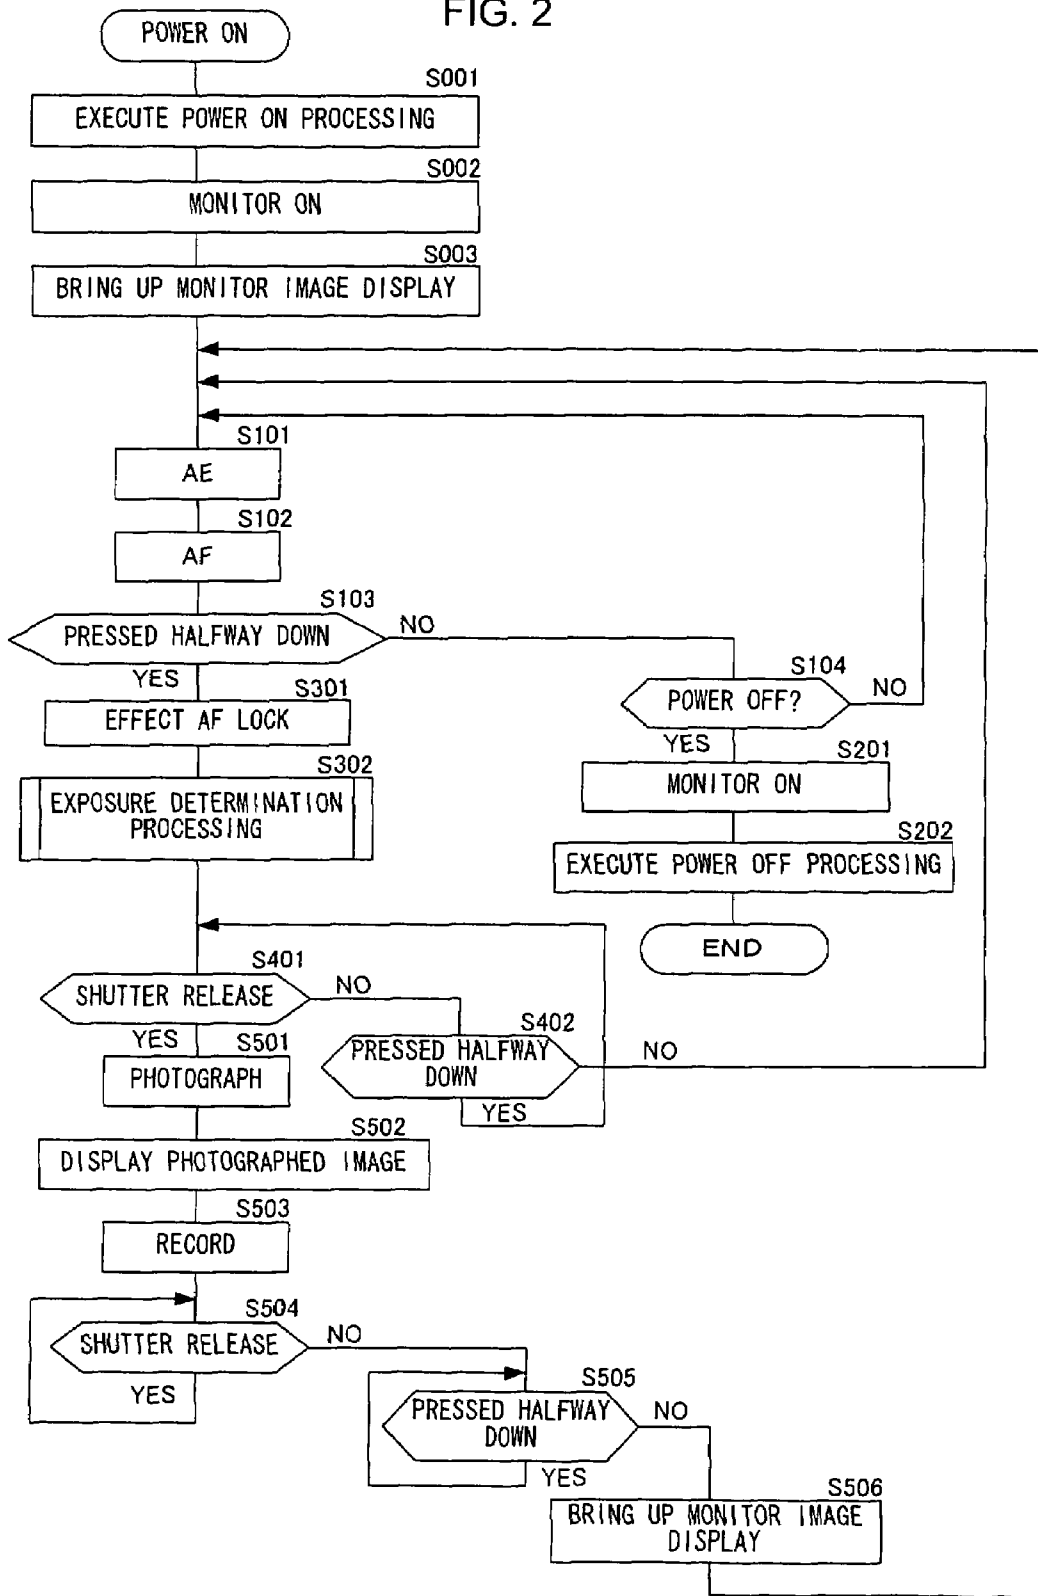 FIG. 2
POWER ON
S001
EXECUTE POWER ON PROCESSING
S002
MONITOR ON
S003
BRING UP MONITOR IMAGE DISPLAY
S101
AE
S102
AF
S103
PRESSED HALFWAY DOWN
NO
YES
S104
POWER OFF?
NO
YES
S301
EFFECT AF LOCK
S201
MONITOR ON
S302
EXPOSURE DETERMINATION
PROCESSING
S202
EXECUTE POWER OFF PROCESSING
END
S401
SHUTTER RELEASE
NO
YES
S402
PRESSED HALFWAY
DOWN
NO
YES
S501
PHOTOGRAPH
S502
DISPLAY PHOTOGRAPHED IMAGE
S503
RECORD
S504
SHUTTER RELEASE
NO
YES
S505
PRESSED HALFWAY
DOWN
NO
YES
S506
BRING UP MONITOR IMAGE
DISPLAY